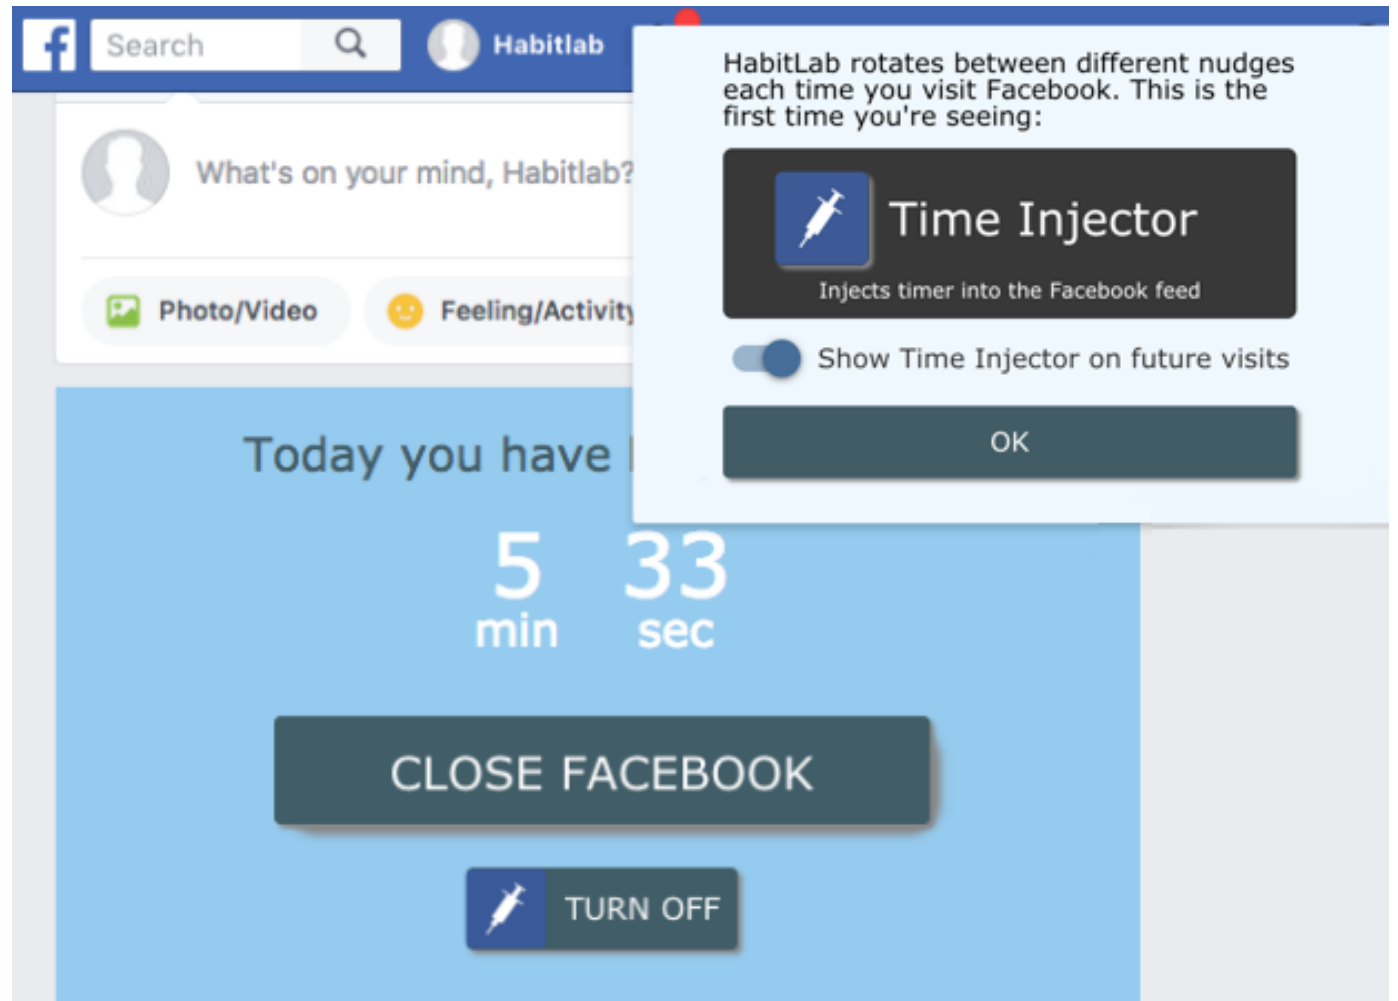 f
Search
Habitlab
What's on your mind, Habitlab?
Photo/Video
Feeling/Activity
HabitLab rotates between different nudges
each time you visit Facebook. This is the
first time you're seeing:
Time Injector
Injects timer into the Facebook feed
Show Time Injector on future visits
OK
Today you have
5 33
min sec
CLOSE FACEBOOK
TURN OFF